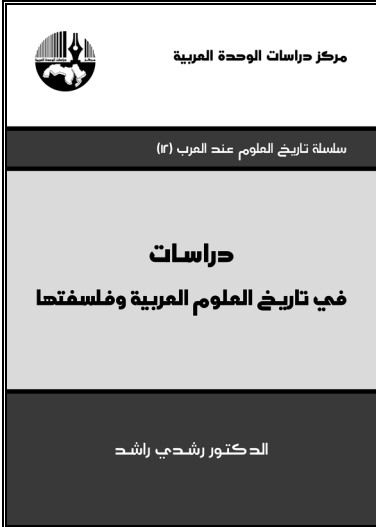 مركز دراسات الوحدة العربية
سلسلة تاريخ العلوم عند العرب (١٢)
دراسات
في تاريخ العلوم العربية وفلسفتها
الدكتور رشدي راشد